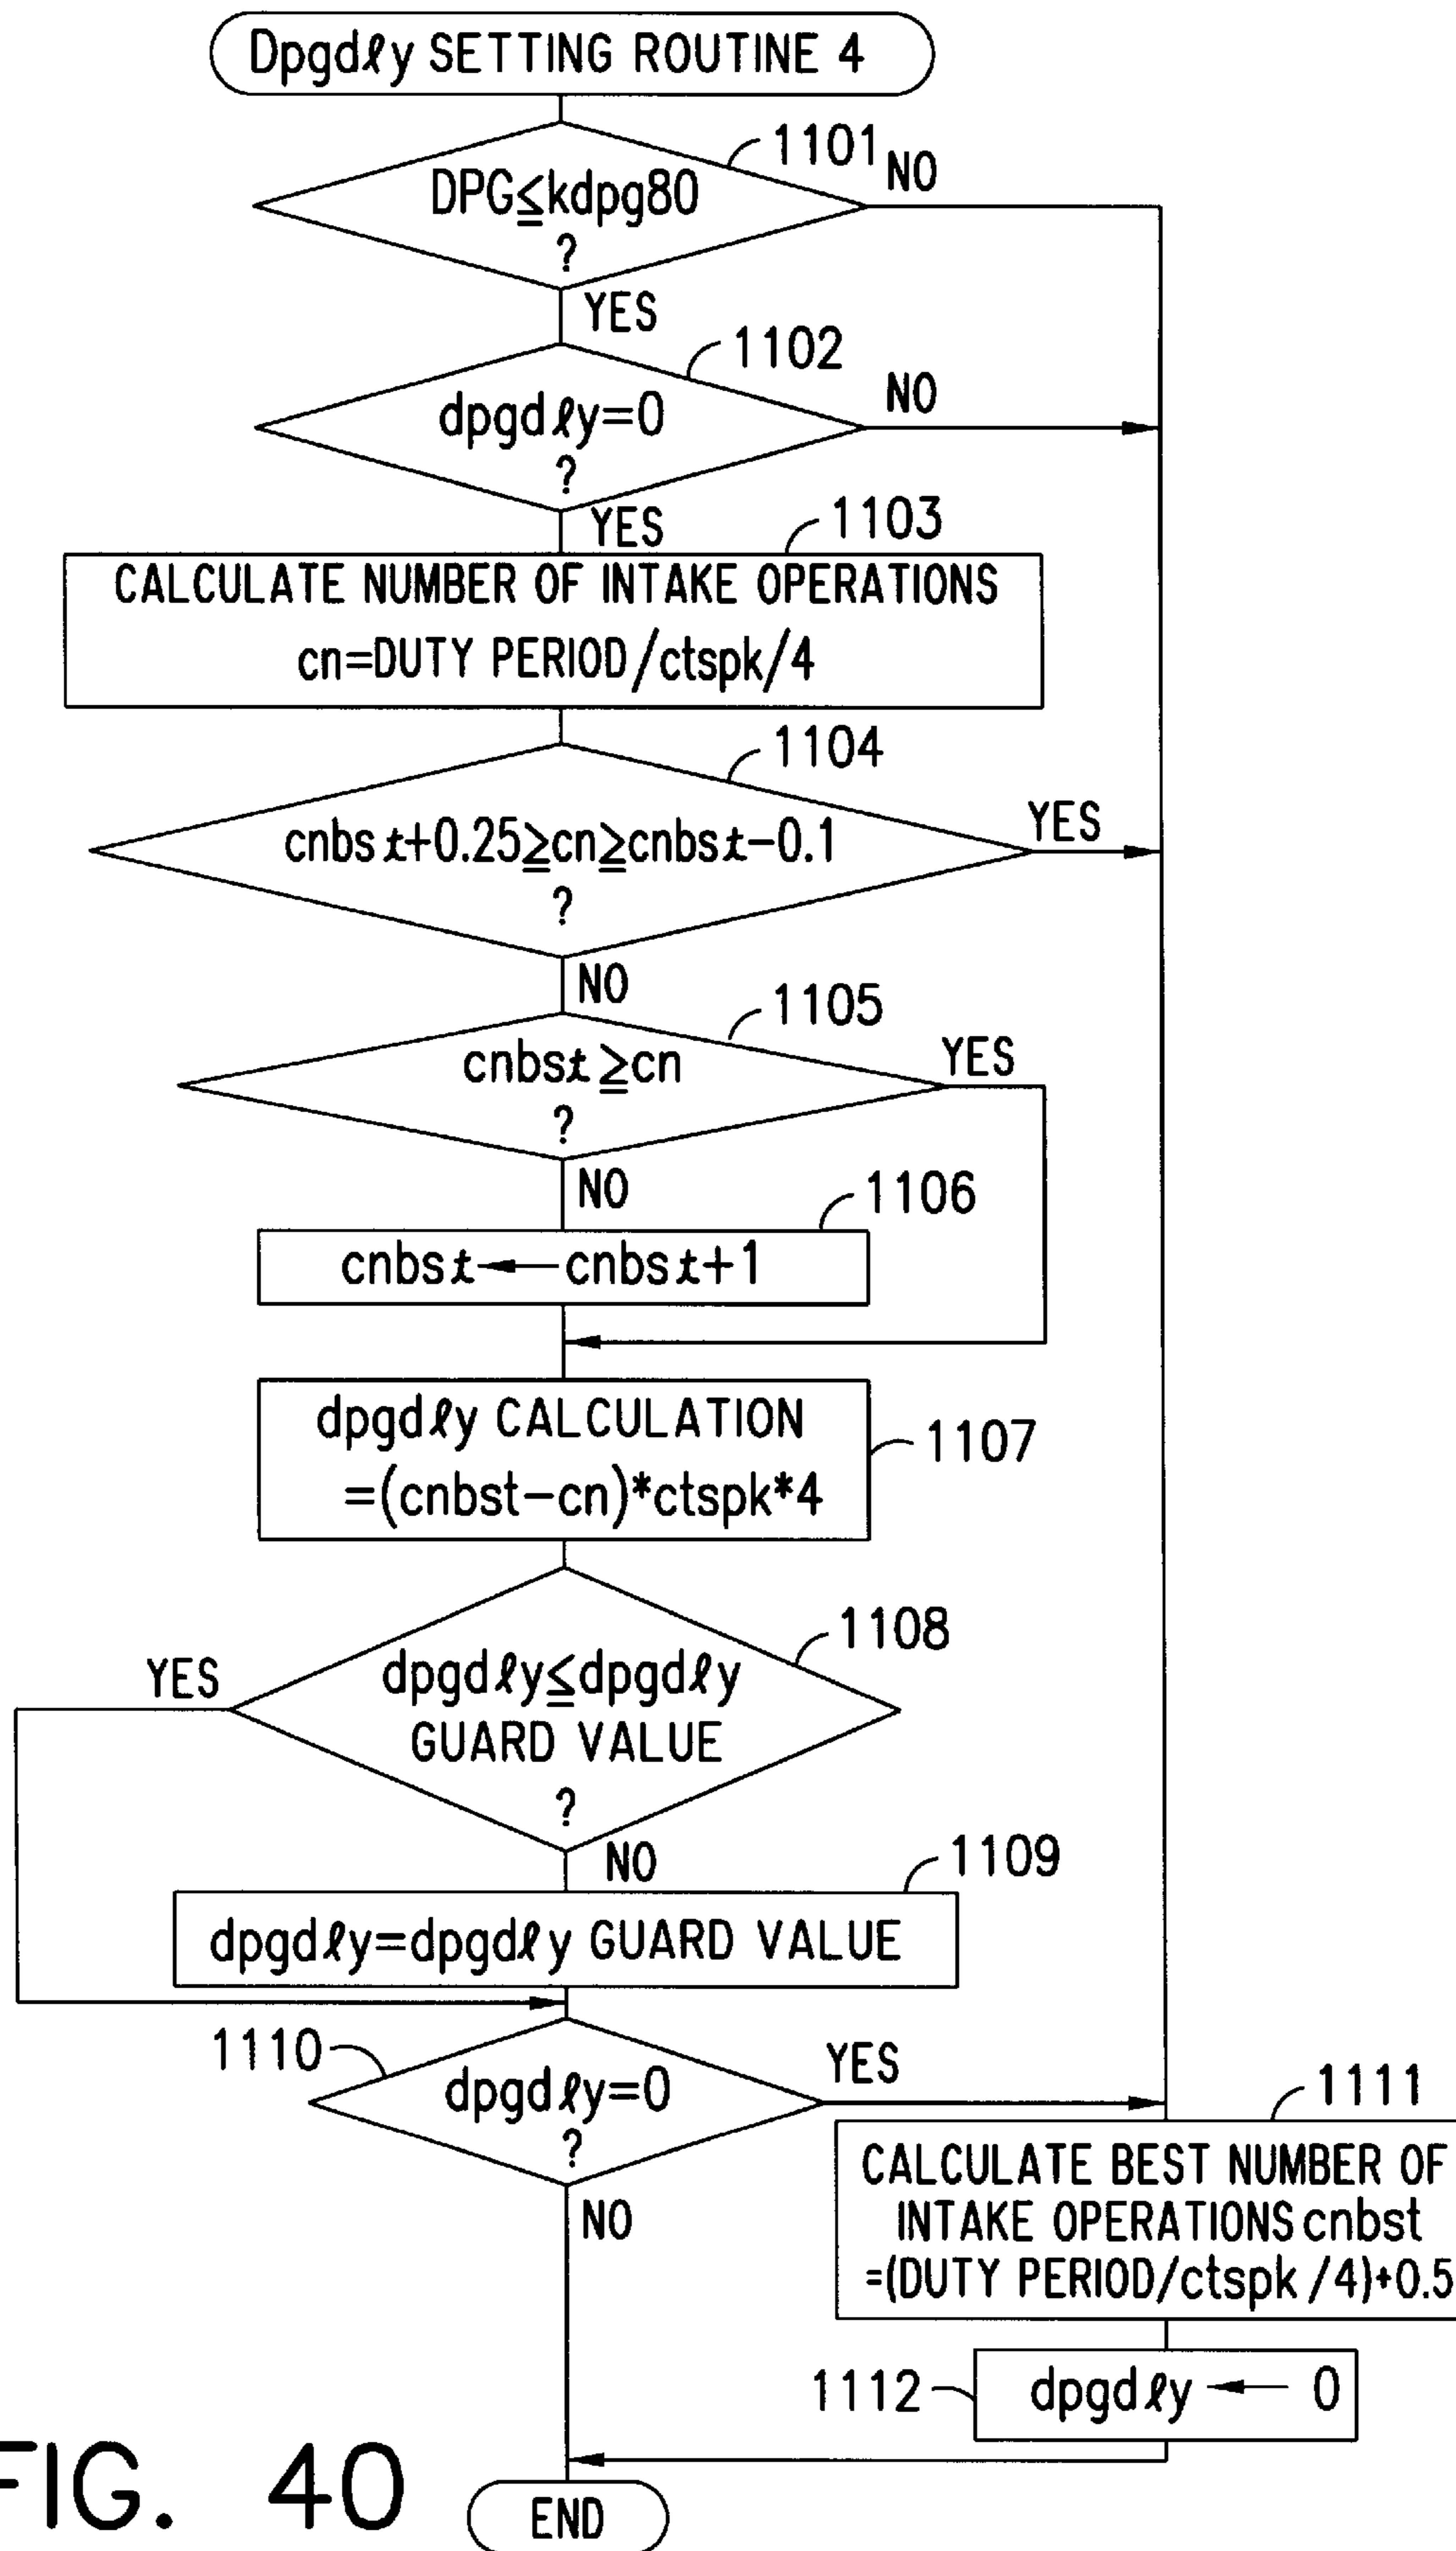 Dpgdly SETTING ROUTINE 4
1101
NO
DPG≦kdpg80
?
YES
1102
NO
dpgdly=0
?
YES
1103
CALCULATE NUMBER OF INTAKE OPERATIONS
cn=DUTY PERIOD/ctspk/4
1104
YES
cnbst+0.25≧cn≧cnbst-0.1
?
NO
1105
YES
cnbst≧cn
?
NO
1106
cnbst←cnbst+1
dpgdly CALCULATION
=(cnbst-cn)*ctspk*4
1107
1108
YES
dpgdly≦dpgdly
GUARD VALUE
?
NO
1109
dpgdly=dpgdly GUARD VALUE
1110
YES
dpgdly=0
?
NO
1111
CALCULATE BEST NUMBER OF
INTAKE OPERATIONS cnbst
=(DUTY PERIOD/ctspk/4)+0.5
1112
dpgdly ← 0
FIG. 40
END